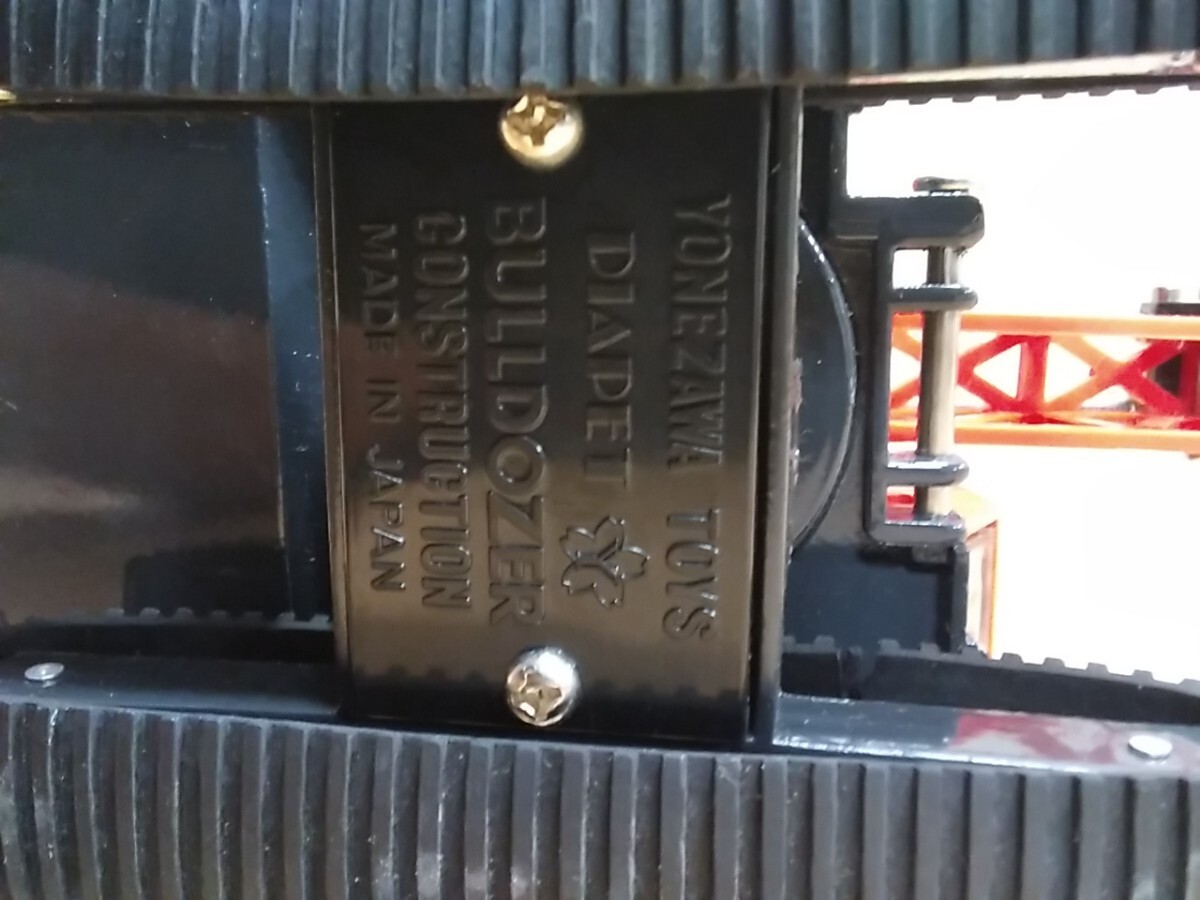 YONEZAWA TOYS
DIAPET
BULLDOZER
CONSTRUCTION
MADE IN JAPAN